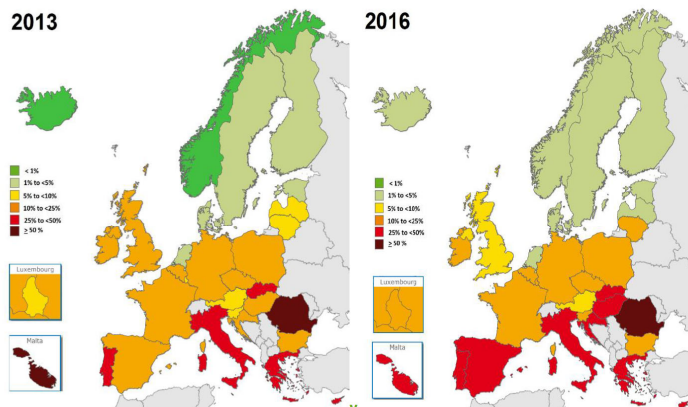 2013
< 1%
1% to <5%
5% to <10%
10% to <25%
25% to <50%
≥ 50 %
Luxembourg
Malta
2016
< 1%
1% to <5%
5% to <10%
10% to <25%
25% to <50%
≥ 50 %
Luxembourg
Malta